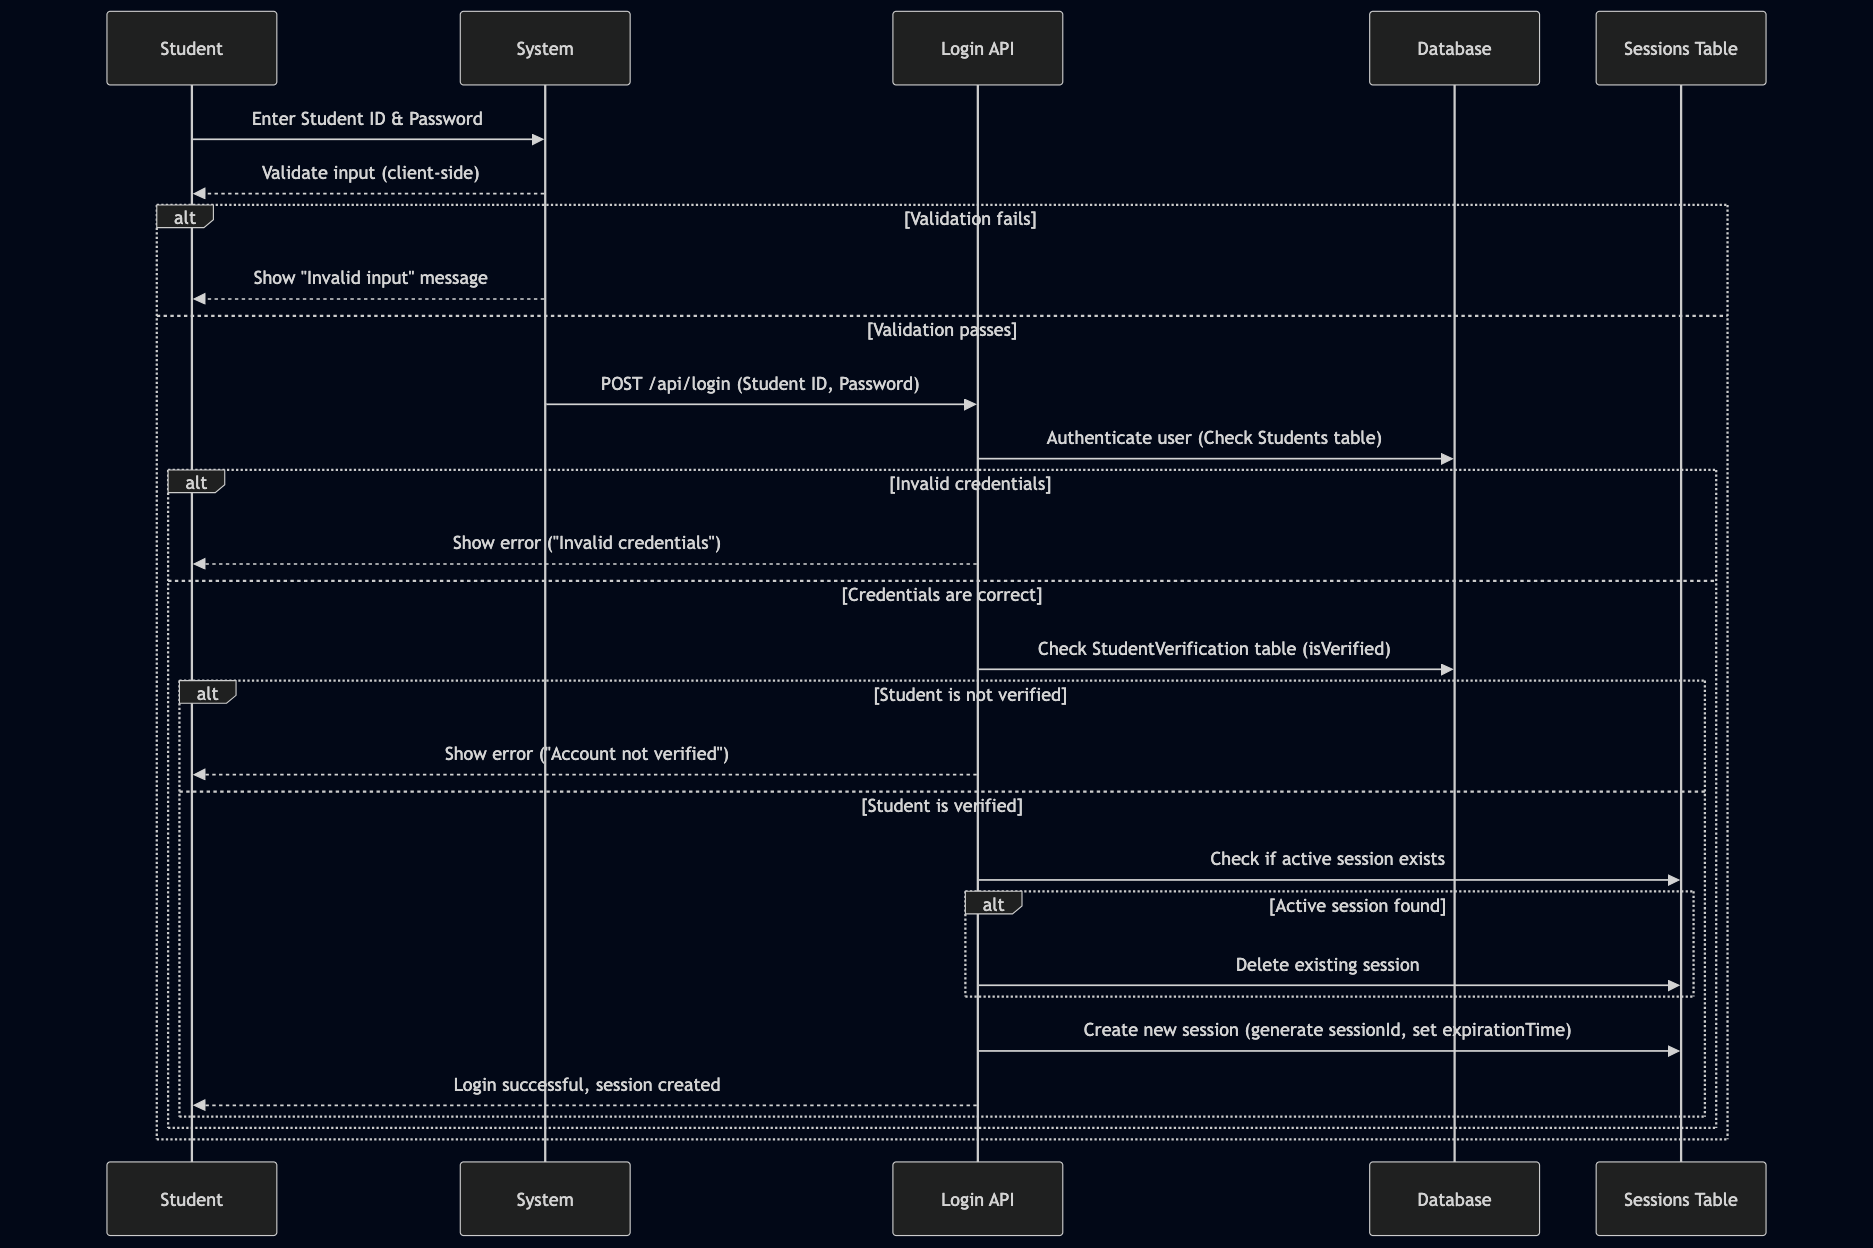 Student
System
Login API
Database
Sessions Table
Enter Student ID & Password
Validate input (client-side)
alt
[Validation fails]
Show "Invalid input" message
[Validation passes]
POST /api/login (Student ID, Password)
Authenticate user (Check Students table)
alt
[Invalid credentials]
Show error ("Invalid credentials")
[Credentials are correct]
Check StudentVerification table (isVerified)
alt
[Student is not verified]
Show error ("Account not verified")
[Student is verified]
Check if active session exists
alt
[Active session found]
Delete existing session
Create new session (generate sessionId, set expirationTime)
Login successful, session created
Student
System
Login API
Database
Sessions Table